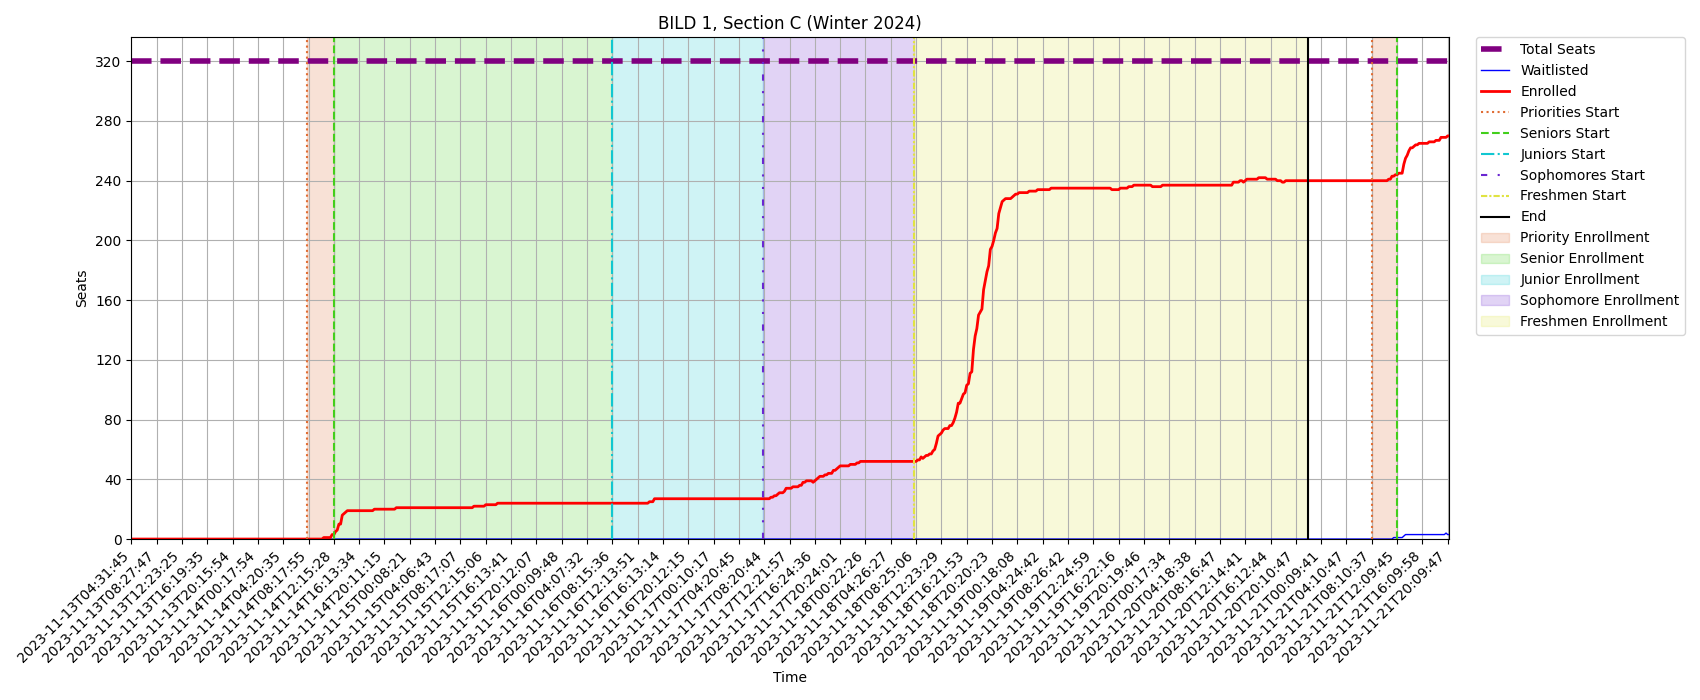 BILD 1, Section C (Winter 2024)
Total Seats
Waitlisted
Enrolled
Priorities Start
Seniors Start
Juniors Start
Sophomores Start
Freshmen Start
End
Priority Enrollment
Senior Enrollment
Junior Enrollment
Sophomore Enrollment
Freshmen Enrollment
Seats
320
280
240
200
160
120
80
40
0
2023-11-13T04:31:45
2023-11-13T08:27:47
2023-11-13T12:23:25
2023-11-13T16:19:35
2023-11-13T20:15:54
2023-11-14T00:17:54
2023-11-14T04:20:35
2023-11-14T08:17:55
2023-11-14T12:15:28
2023-11-14T16:13:34
2023-11-14T20:11:15
2023-11-15T00:08:21
2023-11-15T04:06:43
2023-11-15T08:17:07
2023-11-15T12:15:06
2023-11-15T16:13:41
2023-11-15T20:12:07
2023-11-16T00:09:48
2023-11-16T04:07:32
2023-11-16T08:15:36
2023-11-16T12:13:51
2023-11-16T16:13:14
2023-11-16T20:12:15
2023-11-17T00:10:17
2023-11-17T04:20:45
2023-11-17T08:20:44
2023-11-17T12:21:57
2023-11-17T16:24:36
2023-11-17T20:24:01
2023-11-18T00:22:26
2023-11-18T04:26:27
2023-11-18T08:25:06
2023-11-18T12:23:29
2023-11-18T16:21:53
2023-11-18T20:20:23
2023-11-19T00:18:08
2023-11-19T04:24:42
2023-11-19T08:26:42
2023-11-19T12:24:59
2023-11-19T16:22:16
2023-11-19T20:19:46
2023-11-20T00:17:34
2023-11-20T04:18:38
2023-11-20T08:16:47
2023-11-20T12:14:41
2023-11-20T16:12:44
2023-11-20T20:10:47
2023-11-21T00:09:41
2023-11-21T04:10:47
2023-11-21T08:10:37
2023-11-21T12:09:45
2023-11-21T16:09:58
2023-11-21T20:09:47
Time